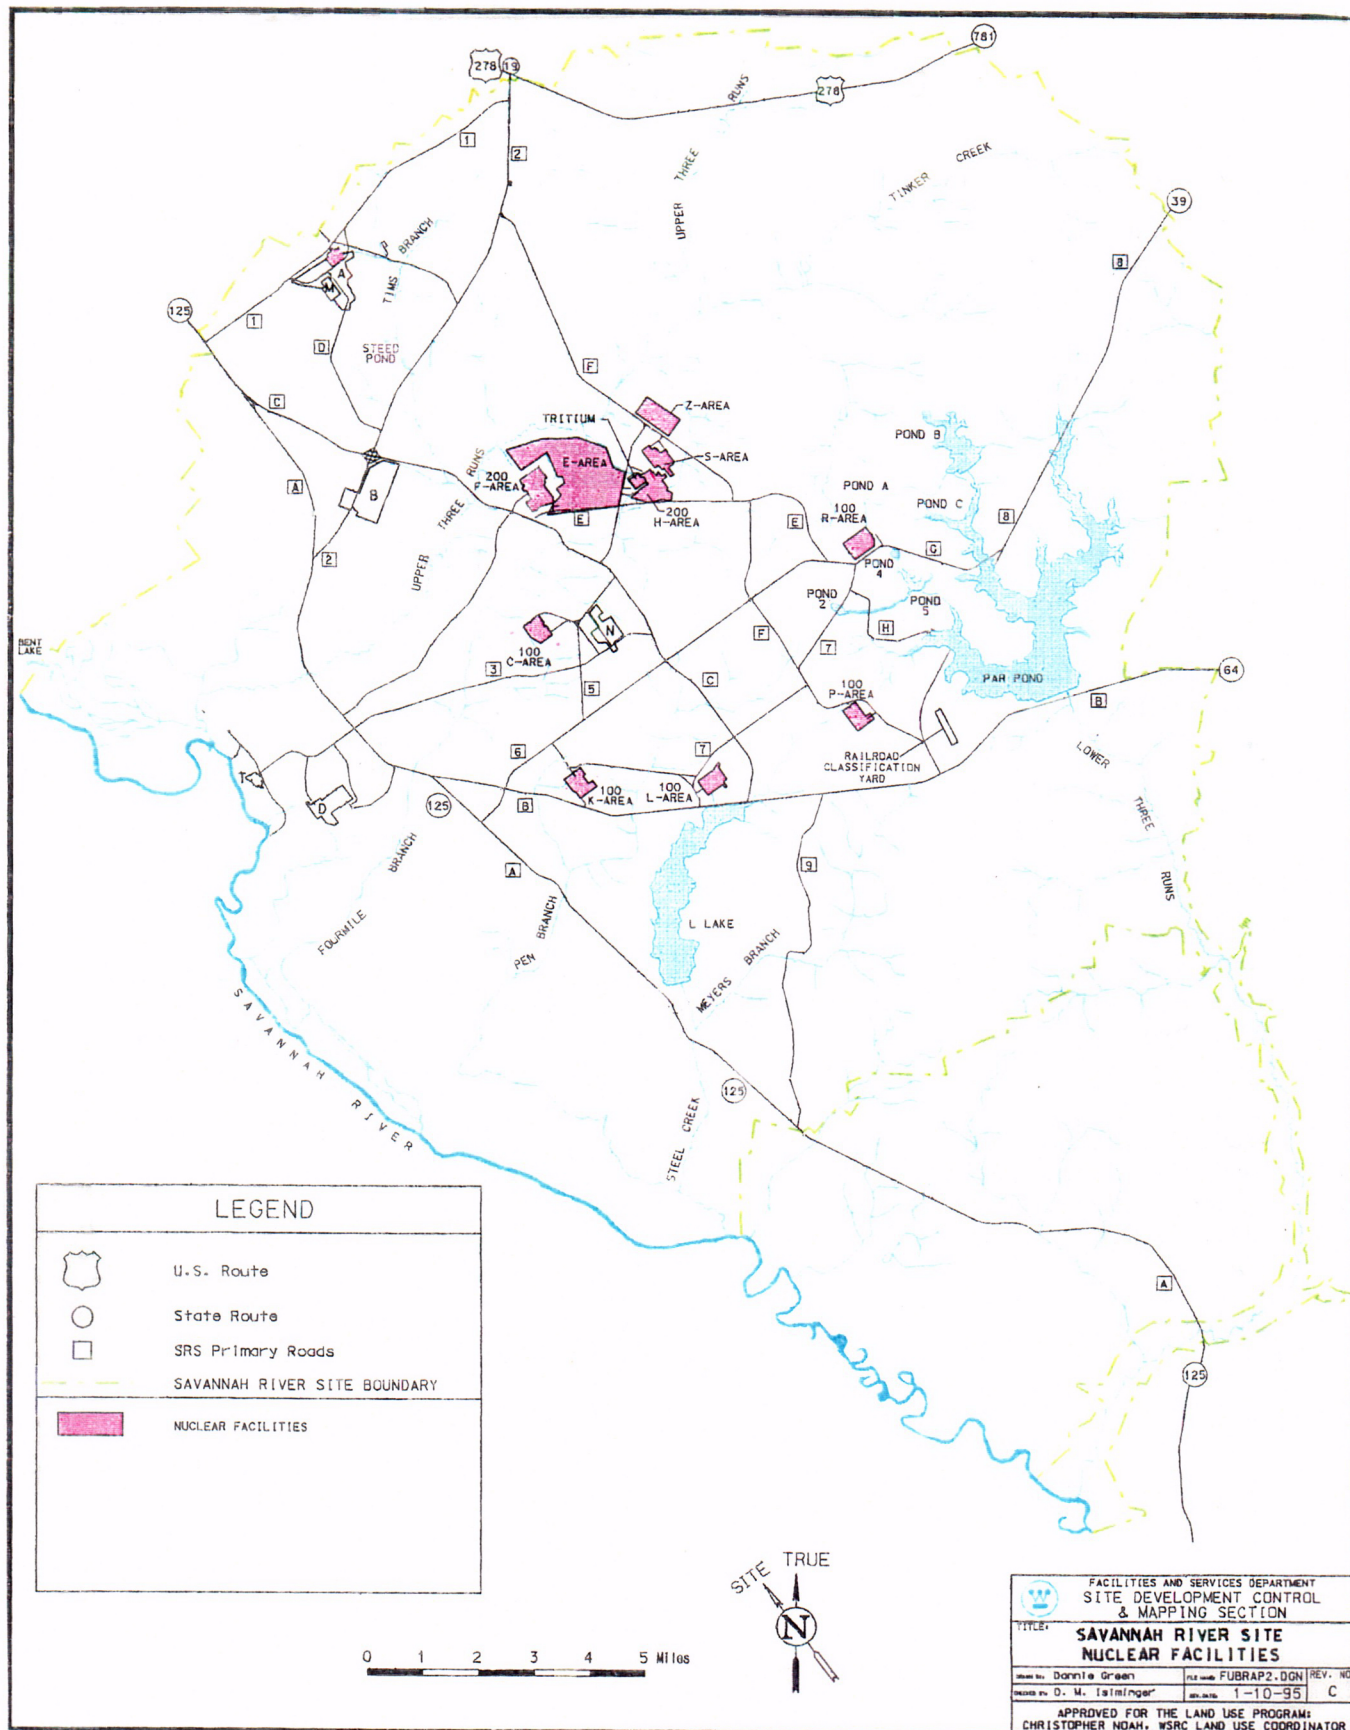 781
278
19
278
RUNS
1
2
THREE
TINKER CREEK
39
UPPER
BRANCH
A
M
TIMS
8
125
1
D
STEED
POND
F
C
Z-AREA
TRITIUM
POND B
RUNS
E-AREA
S-AREA
200
F-AREA
A
B
POND A
THREE
POND C
200
H-AREA
E
E
100
R-AREA
8
G
2
UPPER
POND
4
POND
2
POND
5
N
F
H
BENT
LAKE
100
C-AREA
7
3
5
C
100
P-AREA
PAR POND
64
B
6
7
RAILROAD
CLASSIFICATION
YARD
LOWER
T
D
125
B
100
K-AREA
100
L-AREA
THREE
BRANCH
A
9
RUNS
FOURMILE
PEN BRANCH
L LAKE
MEYERS BRANCH
SAVANNAH RIVER
125
STEEL CREEK
A
125
LEGEND
U.S. Route
State Route
SRS Primary Roads
SAVANNAH RIVER SITE BOUNDARY
NUCLEAR FACILITIES
SITE
TRUE
N
0 1 2 3 4 5 Miles
FACILITIES AND SERVICES DEPARTMENT
SITE DEVELOPMENT CONTROL
& MAPPING SECTION
TITLE:
SAVANNAH RIVER SITE
NUCLEAR FACILITIES
Donnie Green
FUBRAP2.DGN
REV. NO
D. M. Isiminger
1-10-95
C
APPROVED FOR THE LAND USE PROGRAM:
CHRISTOPHER NOAH, WSRC LAND USE COORDINATOR